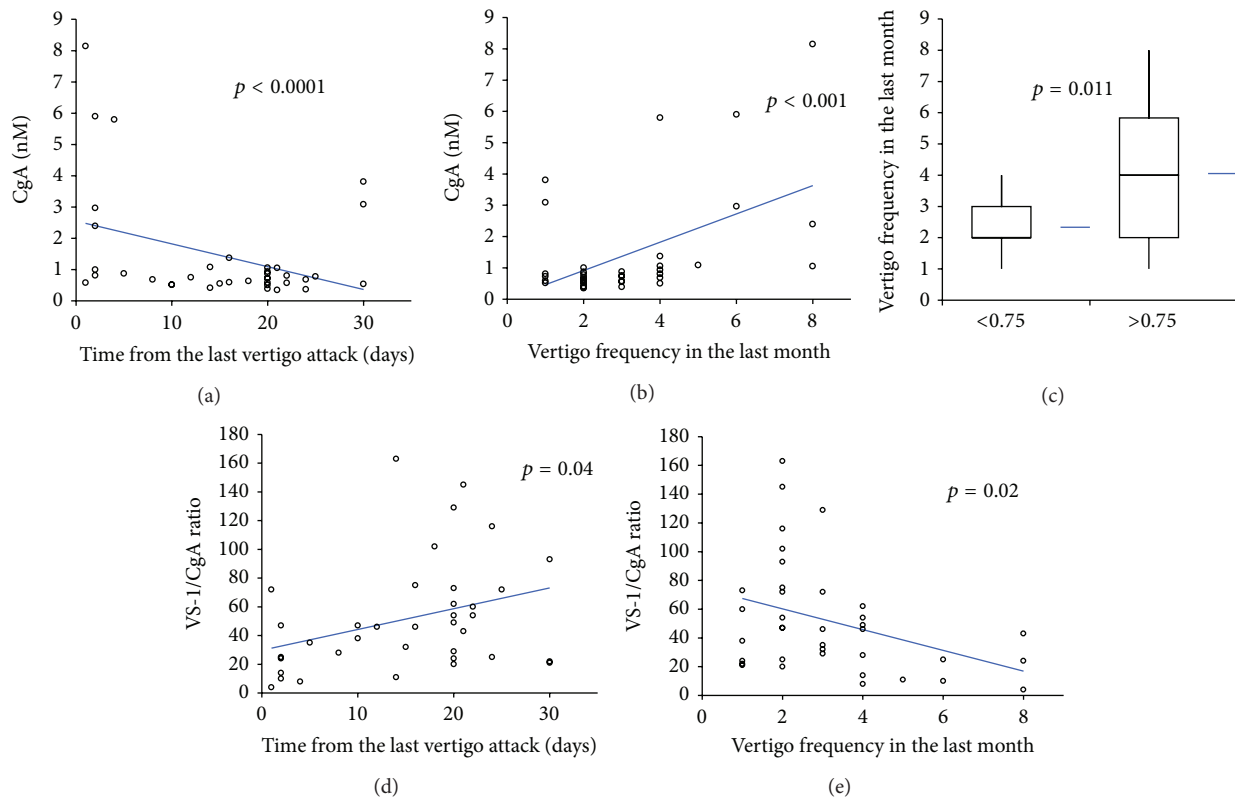 9
8
7
6
5
4
3
2
1
0
CgA (nM)
p < 0.0001
0 10 20 30
Time from the last vertigo attack (days)
(a)
9
8
7
6
5
4
3
2
1
0
CgA (nM)
p < 0.001
0 2 4 6 8
Vertigo frequency in the last month
(b)
9
8
7
6
5
4
3
2
1
0
Vertigo frequency in the last month
p = 0.011
<0.75 >0.75
(c)
180
160
140
120
100
80
60
40
20
0
VS-1/CgA ratio
p = 0.04
0 10 20 30
Time from the last vertigo attack (days)
(d)
180
160
140
120
100
80
60
40
20
0
VS-1/CgA ratio
p = 0.02
0 2 4 6 8
Vertigo frequency in the last month
(e)